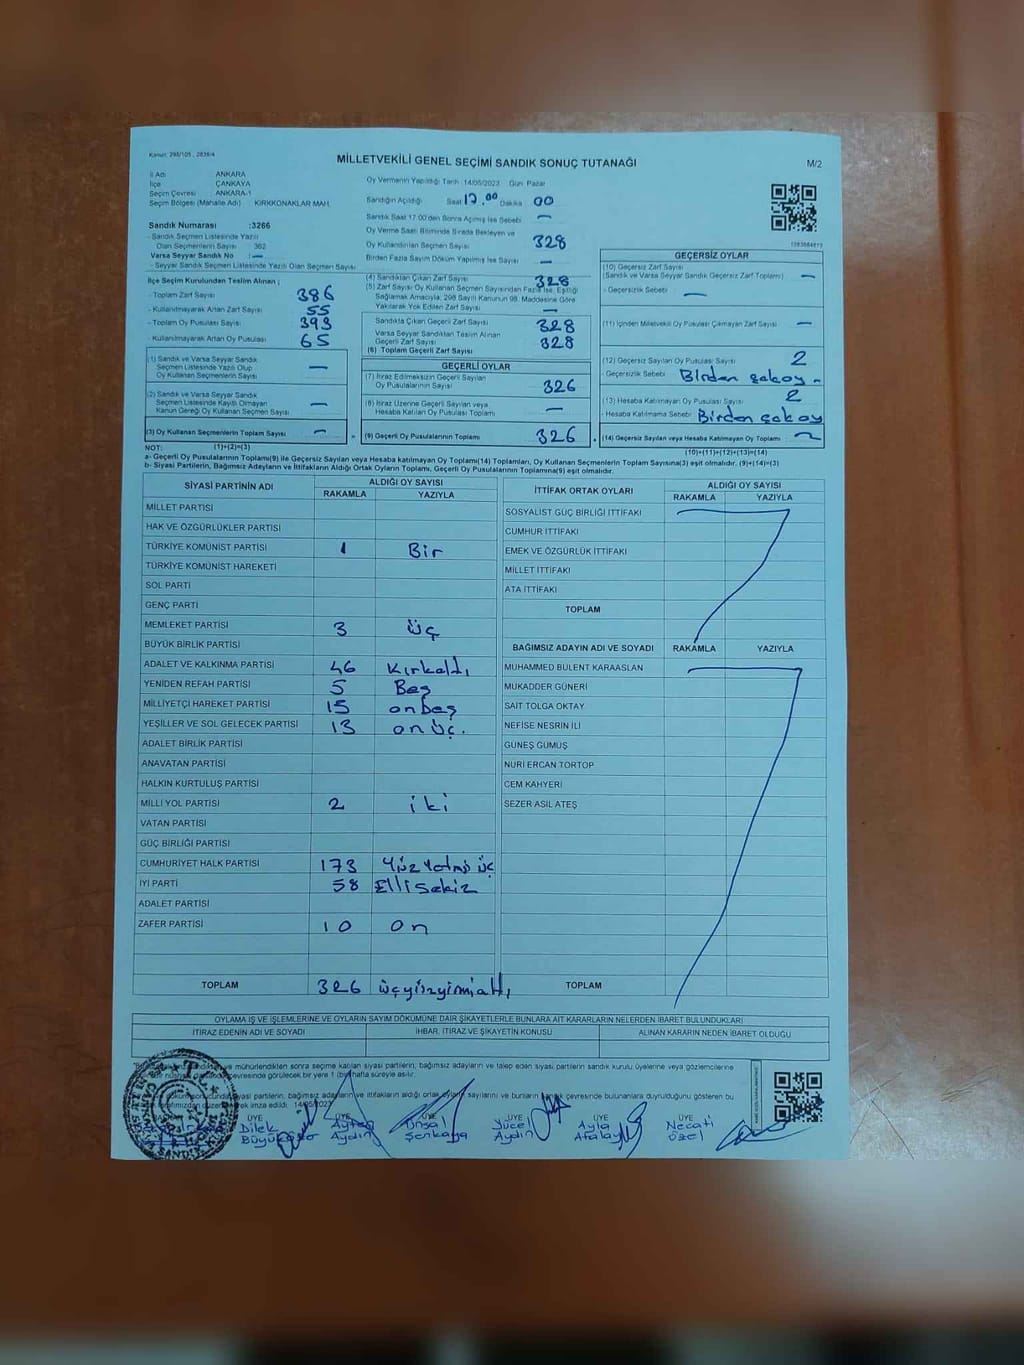 Kanun: 298/105 , 2839/4
MİLLETVEKİLİ GENEL SEÇİMİ SANDIK SONUÇ TUTANAĞI
M/2
İl Adı ANKARA
İlçe ÇANKAYA
Seçim Çevresi ANKARA-1
Seçim Bölgesi (Mahalle Adı) KIRKKONAKLAR MAH.
Sandık Numarası :3266
- Sandık Seçmen Listesinde Yazılı
Olan Seçmenlerin Sayısı : 362
Varsa Seyyar Sandık No : —
- Seyyar Sandık Seçmen Listesinde Yazılı Olan Seçmen Sayısı
İlçe Seçim Kurulundan Teslim Alınan ;
- Toplam Zarf Sayısı 386
- Kullanılmayarak Artan Zarf Sayısı 55
- Toplam Oy Pusulası Sayısı 393
- Kullanılmayarak Artan Oy Pusulası 65
(1) Sandık ve Varsa Seyyar Sandık
Seçmen Listesinde Yazılı Olup
Oy Kullanan Seçmenlerin Sayısı —
(2) Sandık ve Varsa Seyyar Sandık
Seçmen Listesinde Kayıtlı Olmayan
Kanun Gereği Oy Kullanan Seçmen Sayısı —
(3) Oy Kullanan Seçmenlerin Toplam Sayısı —
Oy Vermenin Yapıldığı Tarih 14/05/2023 Gün Pazar
Sandığın Açıldığı Saat 17.00 Dakika 00
Sandık Saat 17:00'den Sonra Açılmış İse Sebebi —
Oy Verme Saati Bitiminde Sırada Bekleyen ve
Oy Kullandırılan Seçmen Sayısı 328
Birden Fazla Sayım Döküm Yapılmış İse Sayısı —
(4) Sandıktan Çıkan Zarf Sayısı 328
(5) Zarf Sayısı Oy Kullanan Seçmen Sayısından Fazla İse, Eşitliği
Sağlamak Amacıyla, 298 Sayılı Kanunun 98. Maddesine Göre
Yakılarak Yok Edilen Zarf Sayısı —
Sandıkta Çıkan Geçerli Zarf Sayısı 328
Varsa Seyyar Sandıktan Teslim Alınan
Geçerli Zarf Sayısı 328
(6) Toplam Geçerli Zarf Sayısı
GEÇERLİ OYLAR
(7) İtiraz Edilmeksizin Geçerli Sayılan
Oy Pusulalarının Sayısı 326
(8) İtiraz Üzerine Geçerli Sayılan veya
Hesaba Katılan Oy Pusulası Toplamı —
(9) Geçerli Oy Pusulalarının Toplamı 326
GEÇERSİZ OYLAR
(10) Geçersiz Zarf Sayısı
(Sandık ve Varsa Seyyar Sandık Geçersiz Zarf Toplamı) —
- Geçersizlik Sebebi : —
(11) İçinden Milletvekili Oy Pusulası Çıkmayan Zarf Sayısı —
(12) Geçersiz Sayılan Oy Pusulası Sayısı 2
- Geçersizlik Sebebi : Birden çok oy -
(13) Hesaba Katılmayan Oy Pusulası Sayısı 2
- Hesaba Katılmama Sebebi : Birden çok oy
(14) Geçersiz Sayılan veya Hesaba Katılmayan Oy Pusulası Toplamı 2
NOT: (1)+(2)=(3)
(10)+(11)+(12)+(13)=(14)
a- Geçerli Oy Pusulalarının Toplamı(9) ile Geçersiz Sayılan veya Hesaba katılmayan Oy Pusulası Toplamı(14) Toplamları, Oy Kullanan Seçmenlerin Toplam Sayısına(3) eşit olmalıdır. (9)+(14)=(3)
b- Siyasi Partilerin, Bağımsız Adayların ve İttifakların Aldığı Ortak Oyların Toplamı, Geçerli Oy Pusulalarının Toplamına(9) eşit olmalıdır.
SİYASİ PARTİNİN ADI ALDIĞI OY SAYISI
RAKAMLA YAZIYLA
MİLLET PARTİSİ
HAK VE ÖZGÜRLÜKLER PARTİSİ
TÜRKİYE KOMÜNİST PARTİSİ 1 Bir
TÜRKİYE KOMÜNİST HAREKETİ
SOL PARTİ
GENÇ PARTİ
MEMLEKET PARTİSİ 3 üç
BÜYÜK BİRLİK PARTİSİ
ADALET VE KALKINMA PARTİSİ 46 Kırkaltı
YENİDEN REFAH PARTİSİ 5 Beş
MİLLİYETÇİ HAREKET PARTİSİ 15 onbeş
YEŞİLLER VE SOL GELECEK PARTİSİ 13 on üç.
ADALET BİRLİK PARTİSİ
ANAVATAN PARTİSİ
HALKIN KURTULUŞ PARTİSİ
MİLLİ YOL PARTİSİ 2 iki
VATAN PARTİSİ
GÜÇ BİRLİĞİ PARTİSİ
CUMHURİYET HALK PARTİSİ 173 Yüz Yetmiş üç
İYİ PARTİ 58 Elli Sekiz
ADALET PARTİSİ
ZAFER PARTİSİ 10 on
TOPLAM 326 üçyüzyirmialtı
İTTİFAK ORTAK OYLARI ALDIĞI OY SAYISI
RAKAMLA YAZIYLA
SOSYALİST GÜÇ BİRLİĞİ İTTİFAKI
CUMHUR İTTİFAKI
EMEK VE ÖZGÜRLÜK İTTİFAKI
MİLLET İTTİFAKI
ATA İTTİFAKI
TOPLAM
BAĞIMSIZ ADAYIN ADI VE SOYADI RAKAMLA YAZIYLA
MUHAMMED BÜLENT KARAASLAN
MUKADDER GÜNERİ
SAİT TOLGA OKTAY
NEFİSE NESRİN İLİ
GÜNEŞ GÜMÜŞ
NURİ ERCAN TORTOP
CEM KAHYERİ
SEZER ASIL ATEŞ
TOPLAM
OYLAMA İŞ VE İŞLEMLERİNE VE OYLARIN SAYIM DÖKÜMÜNE DAİR ŞİKAYETLERLE BUNLARA AİT KARARLARIN NELERDEN İBARET BULUNDUKLARI
İTİRAZ EDENİN ADI VE SOYADI İHBAR, İTİRAZ VE ŞİKAYETİN KONUSU ALINAN KARARIN NEDEN İBARET OLDUĞU
mühürlendikten sonra seçime katılan siyasi partilerin, bağımsız adayların ve talep eden siyasi partilerin sandık kurulu üyelerine veya gözlemcilerine
çevresinde görülecek bir yere 1 (bir) hafta süreyle asılır.
siyasi partilerin, bağımsız adayların ve ittifakların aldığı ortak oyların sayılarını ve bunların sandık çevresinde bulunanlara duyrulduğunu gösteren bu
imza edildi. 14/05/2023
ÜYE ÜYE ÜYE ÜYE ÜYE ÜYE
Dilek Ayten Ünsal Yücel Ayla Necati
Aydın Şenkaya Aydın Atalay Özel